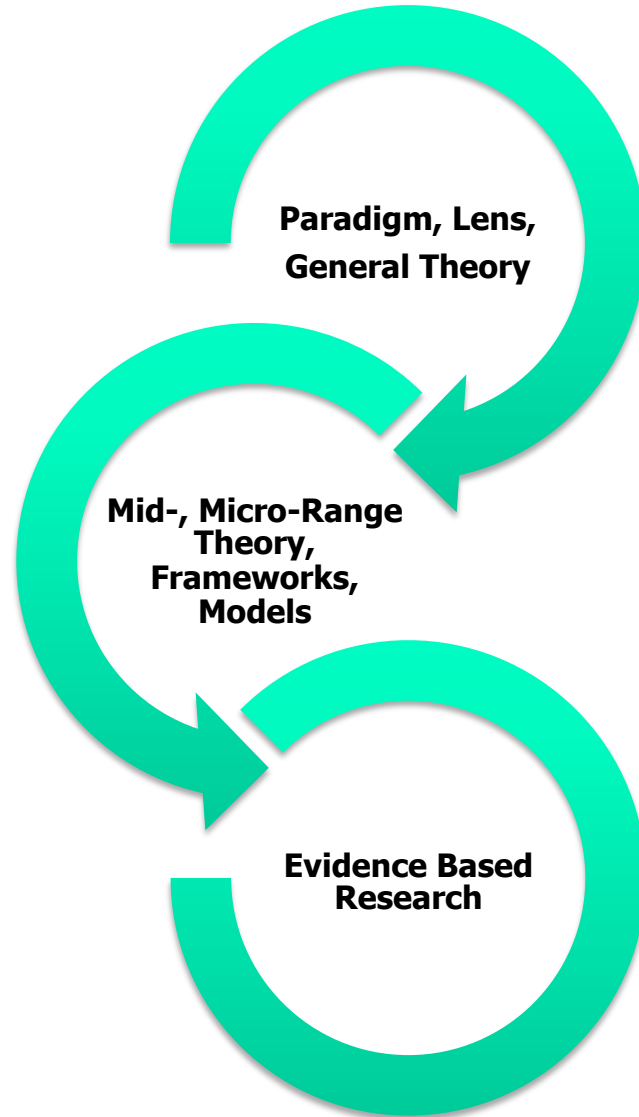 Paradigm, Lens,
General Theory
Mid-, Micro-Range
Theory,
Frameworks,
Models
Evidence Based
Research